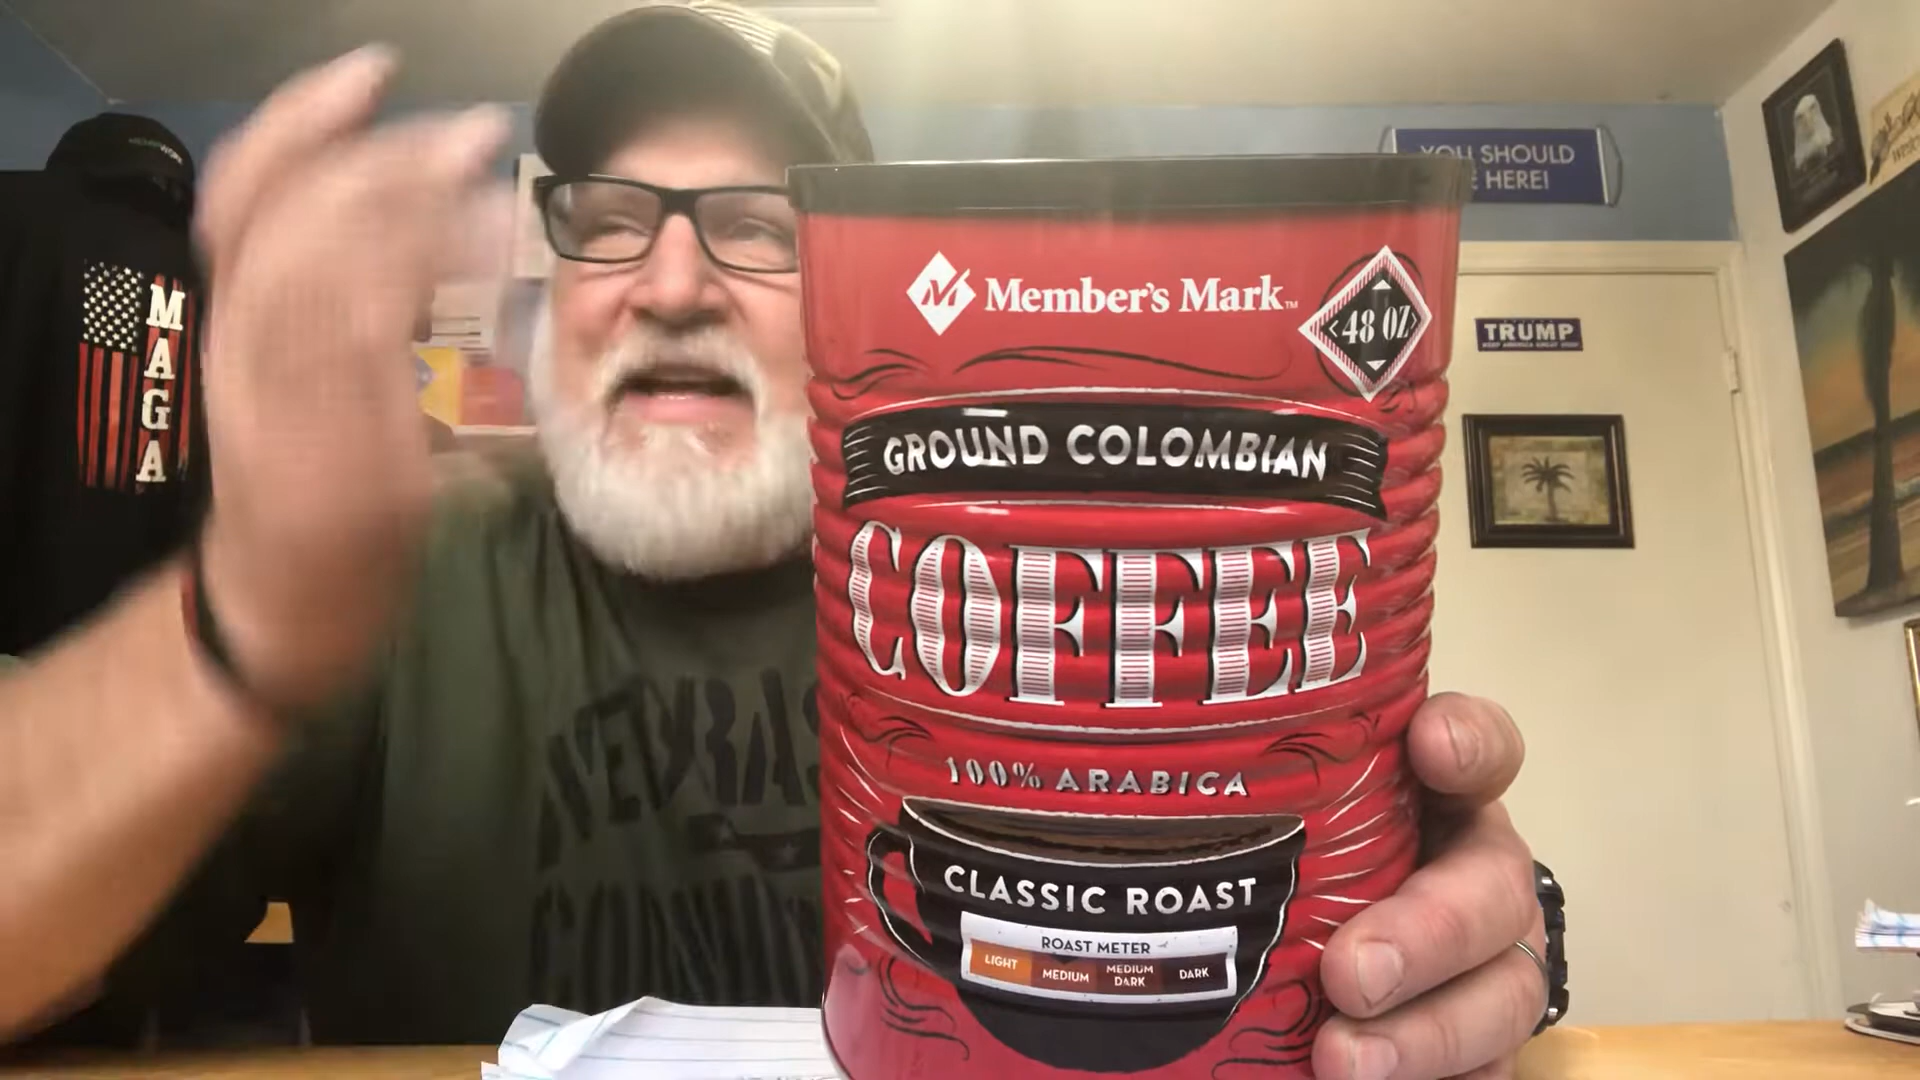 YOU SHOULD
HERE!
TRUMP
MAGA
Member's Mark™
48 OZ
GROUND COLOMBIAN
COFFEE
100% ARABICA
CLASSIC ROAST
ROAST METER
LIGHT
MEDIUM
MEDIUM
DARK
DARK